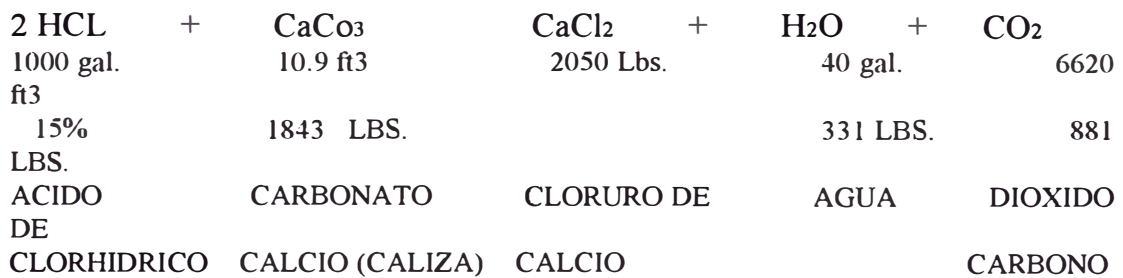 2 HCL + CaCo3 CaCl2 + H2O + CO2
1000 gal. 10.9 ft3 2050 Lbs. 40 gal. 6620
ft3
15% 1843 LBS. 331 LBS. 881
LBS.
ACIDO CARBONATO CLORURO DE AGUA DIOXIDO
DE
CLORHIDRICO CALCIO (CALIZA) CALCIO CARBONO